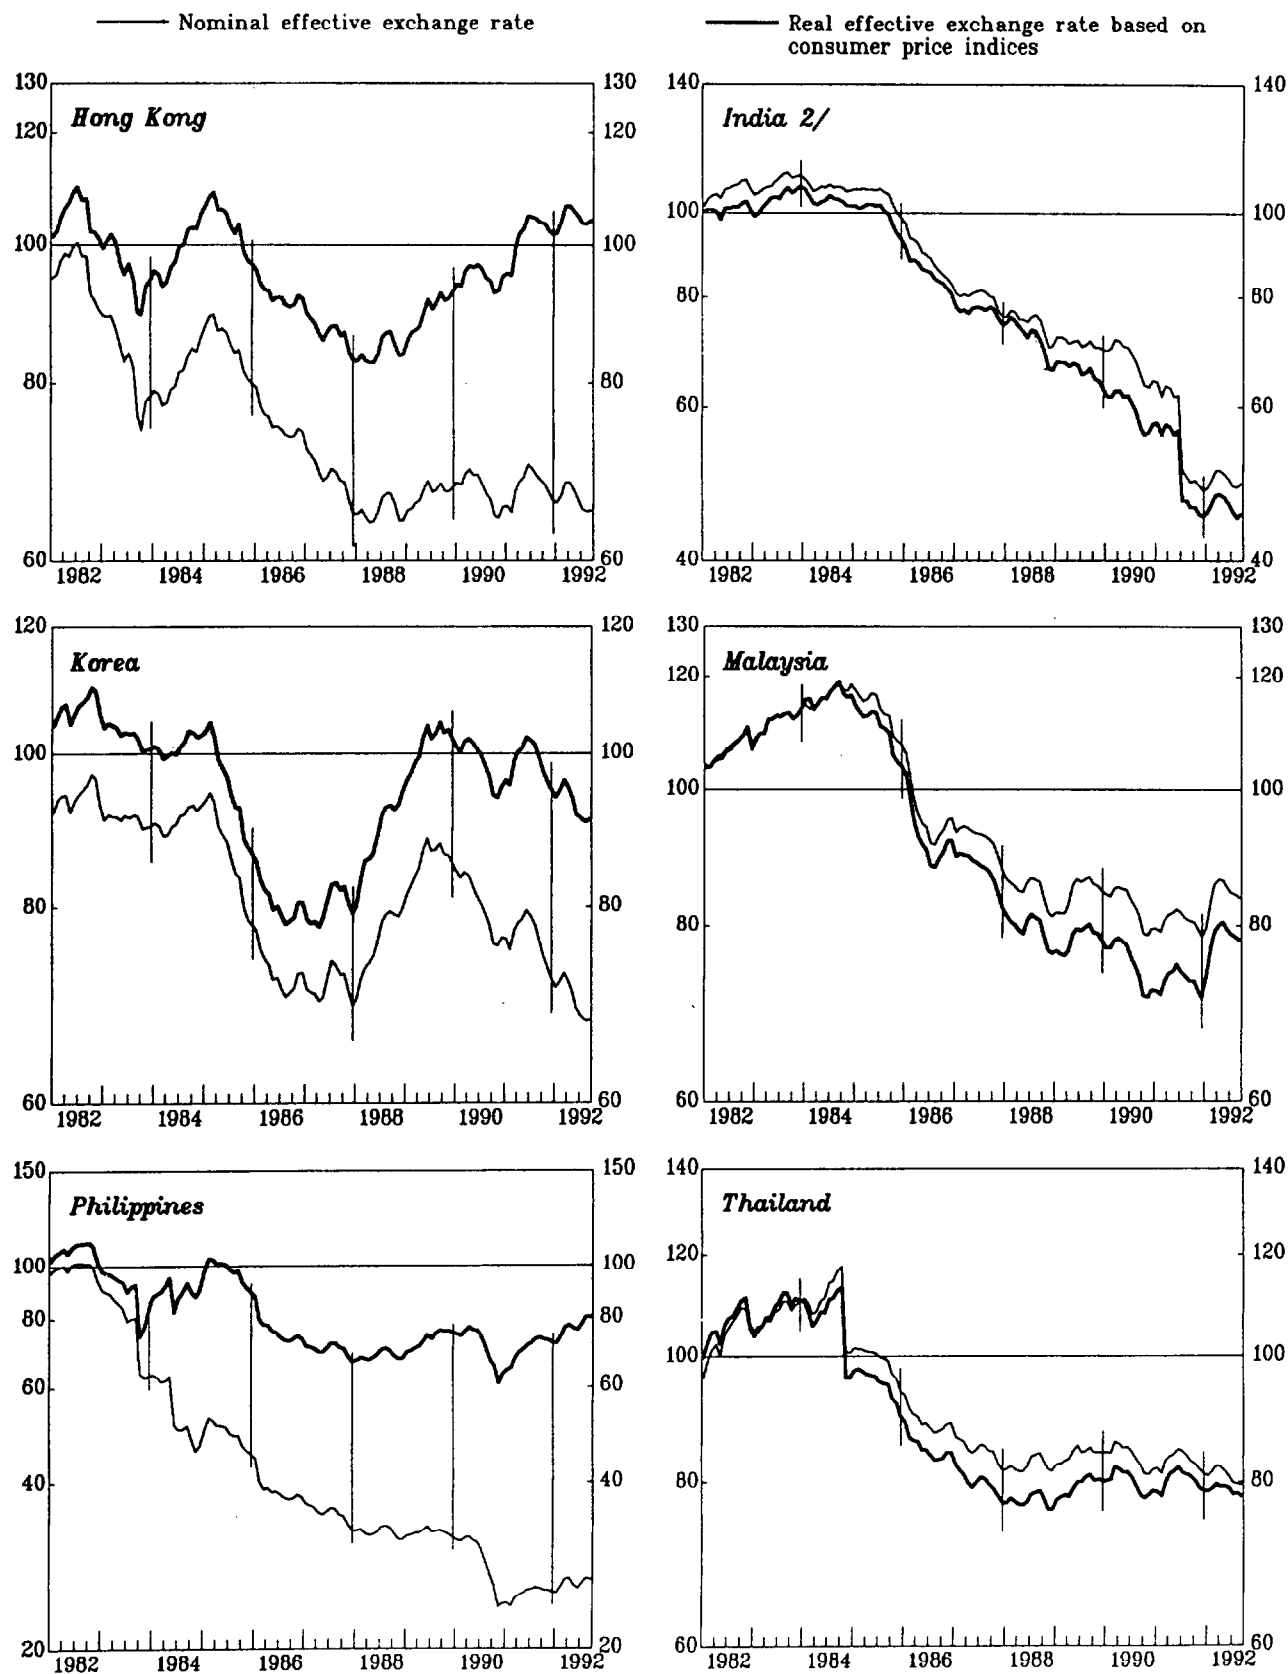 Nominal effective exchange rate
Real effective exchange rate based on
consumer price indices
130 130 140 140
Hong Kong
India 2/
120 120
100 100
100 100
80 80
80 80
60 60
60 60
40 40
1982 1984 1986 1988 1990 1992
1982 1984 1986 1988 1990 1992
120 120 130 130
Korea
Malaysia
120 120
100 100
100 100
80 80
80 80
60 60
60 60
1982 1984 1986 1988 1990 1992
1982 1984 1986 1988 1990 1992
150 150 140 140
Philippines
Thailand
120 120
100 100
100 100
80 80
60 60
80 80
40 40
20 20
60 60
1982 1984 1986 1988 1990 1992
1982 1984 1986 1988 1990 1992